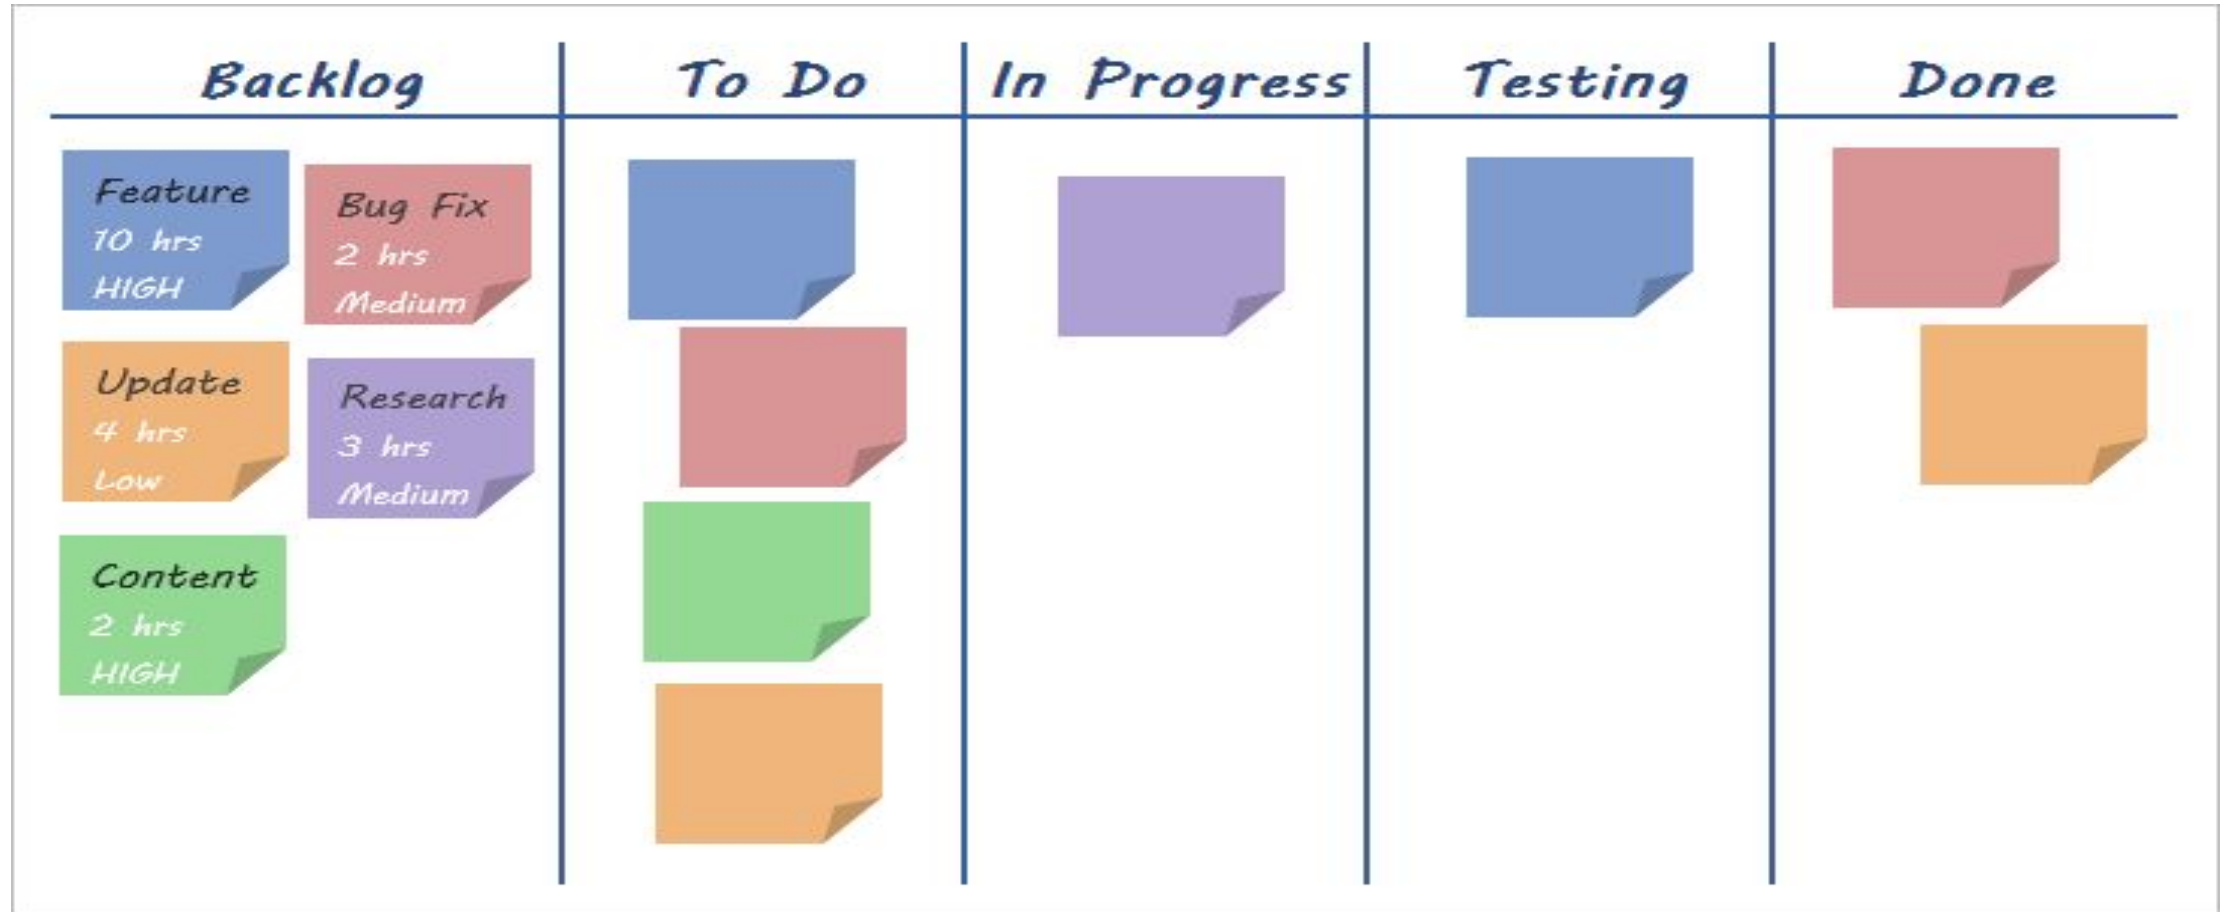 Backlog
To Do
In Progress
Testing
Done
Feature
10 hrs
HIGH
Bug Fix
2 hrs
Medium
Update
4 hrs
Low
Research
3 hrs
Medium
Content
2 hrs
HIGH